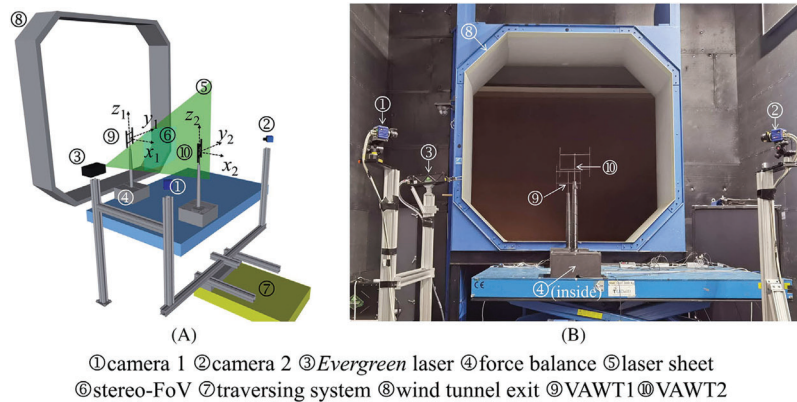 ⑧
⑤
z₁
y₁
z₂
⑨
⑥
y₂
②
③
x₁
⑩
x₂
④
①
⑦
(A)
⑧
①
②
③
⑩
⑨
④(inside)
(B)
①camera 1 ②camera 2 ③Evergreen laser ④force balance ⑤laser sheet
⑥stereo-FoV ⑦traversing system ⑧wind tunnel exit ⑨VAWT1⑩VAWT2